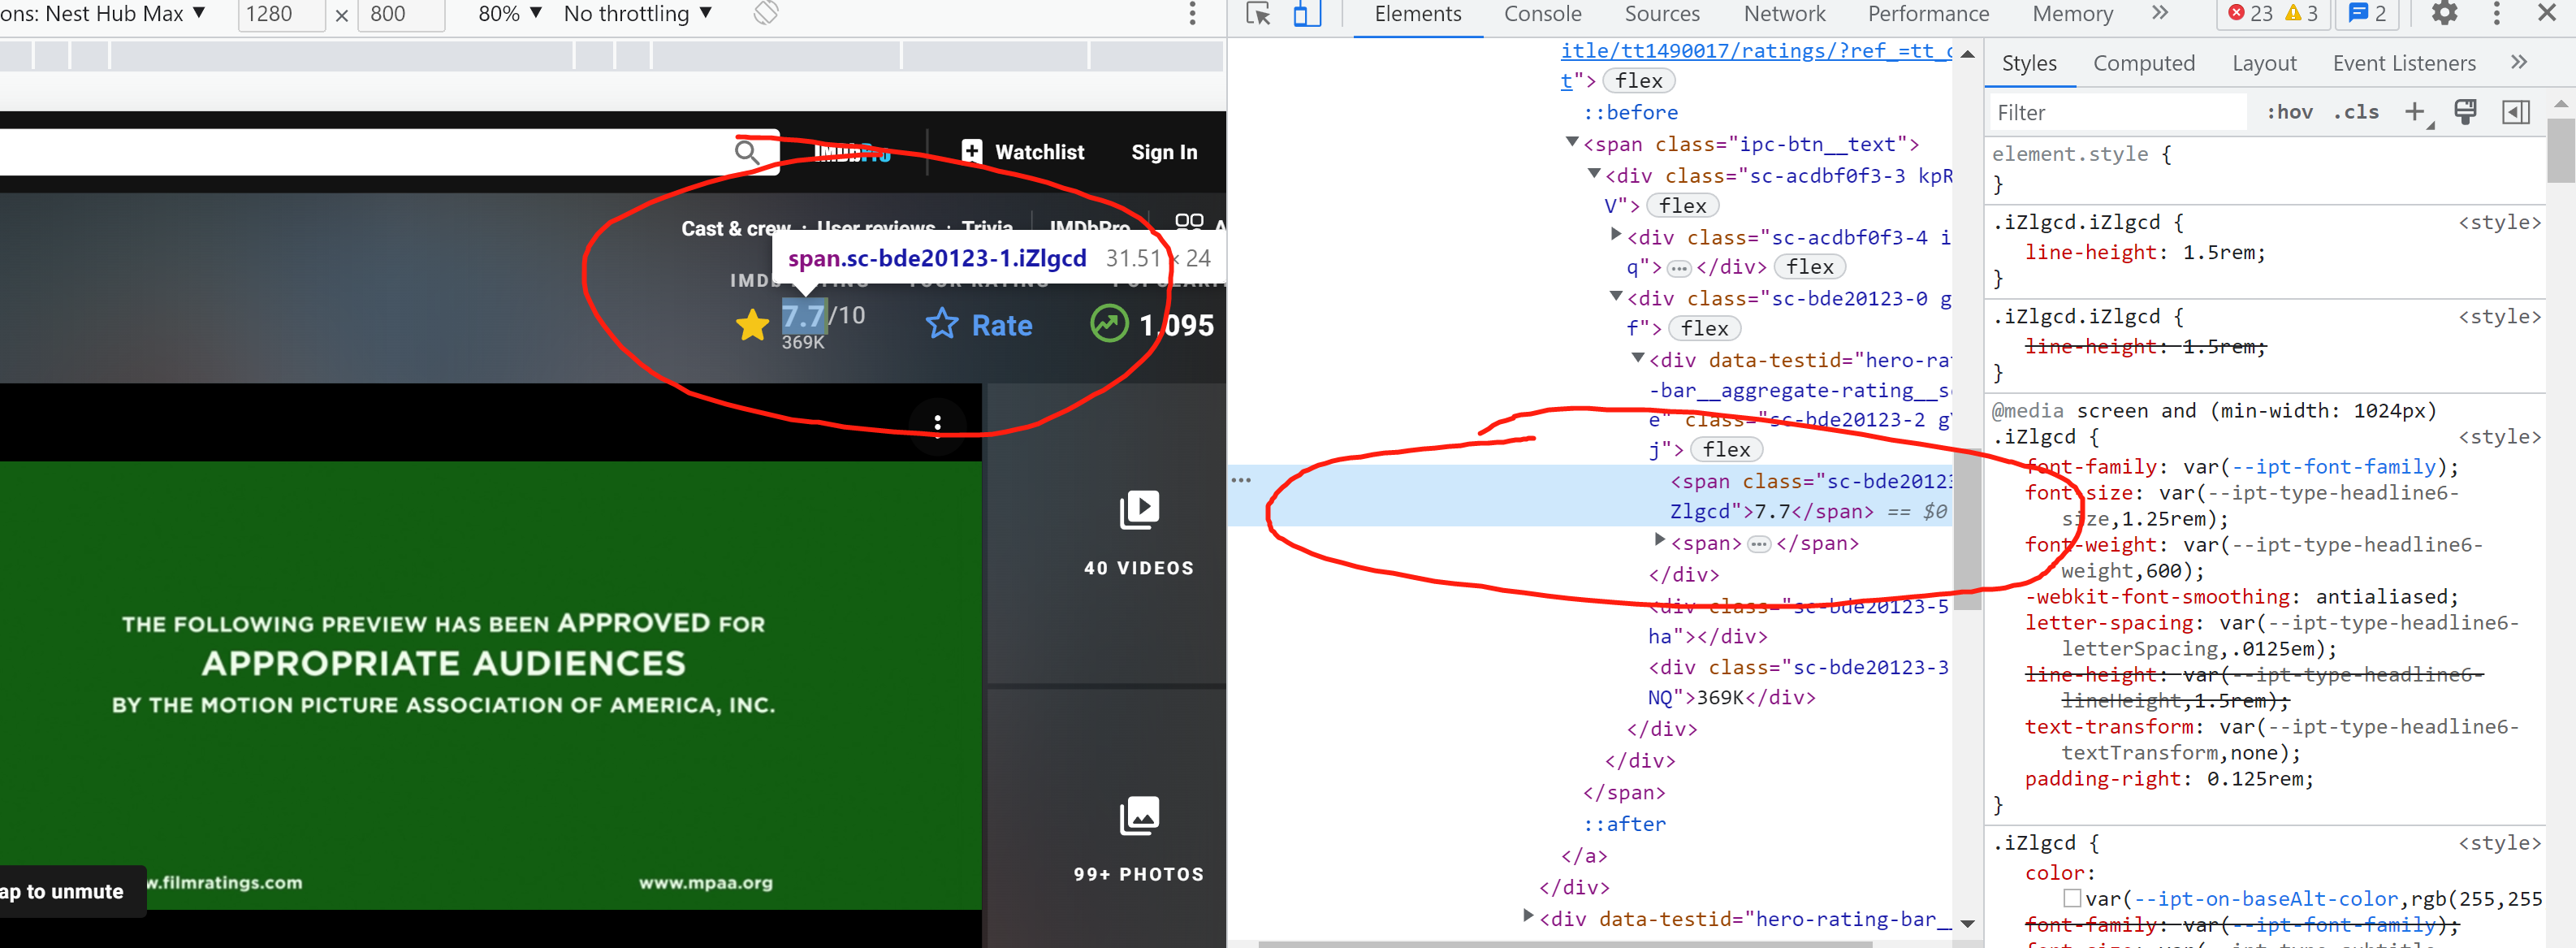 ons: Nest Hub Max ▼ 1280 × 800 80% ▼ No throttling ▼
IMDbPro Watchlist Sign In
Cast & crew · User reviews · Trivia IMDbPro A
span.sc-bde20123-1.iZlgcd 31.51 × 24
7.7/10 Rate 1,095
369K
40 VIDEOS
THE FOLLOWING PREVIEW HAS BEEN APPROVED FOR
APPROPRIATE AUDIENCES
BY THE MOTION PICTURE ASSOCIATION OF AMERICA, INC.
99+ PHOTOS
ap to unmute
w.filmratings.com www.mpaa.org
Elements Console Sources Network Performance Memory » 23 3 2
itle/tt1490017/ratings/?ref_=tt_
t"> flex
::before
<span class="ipc-btn__text">
<div class="sc-acdbf0f3-3 kpR
V"> flex
<div class="sc-acdbf0f3-4 i
q"> ⋯ </div> flex
<div class="sc-bde20123-0 g
f"> flex
<div data-testid="hero-ra
-bar__aggregate-rating__s
e" class="sc-bde20123-2 g
j"> flex
<span class="sc-bde2012
Zlgcd">7.7</span> == $0
<span> ⋯ </span>
</div>
<div class="sc-bde20123-5
ha"></div>
<div class="sc-bde20123-3
NQ">369K</div>
</div>
</div>
</span>
::after
</a>
</div>
<div data-testid="hero-rating-bar__
Styles Computed Layout Event Listeners »
Filter :hov .cls +
element.style {
}
.iZlgcd.iZlgcd { <style>
line-height: 1.5rem;
}
.iZlgcd.iZlgcd { <style>
line-height: 1.5rem;
}
@media screen and (min-width: 1024px)
.iZlgcd { <style>
font-family: var(--ipt-font-family);
font-size: var(--ipt-type-headline6-
size,1.25rem);
font-weight: var(--ipt-type-headline6-
weight,600);
-webkit-font-smoothing: antialiased;
letter-spacing: var(--ipt-type-headline6-
letterSpacing,.0125em);
line-height: var(--ipt-type-headline6-
lineHeight,1.5rem);
text-transform: var(--ipt-type-headline6-
textTransform,none);
padding-right: 0.125rem;
}
.iZlgcd { <style>
color:
var(--ipt-on-baseAlt-color,rgb(255,255
font-family: var(--ipt-font-family);